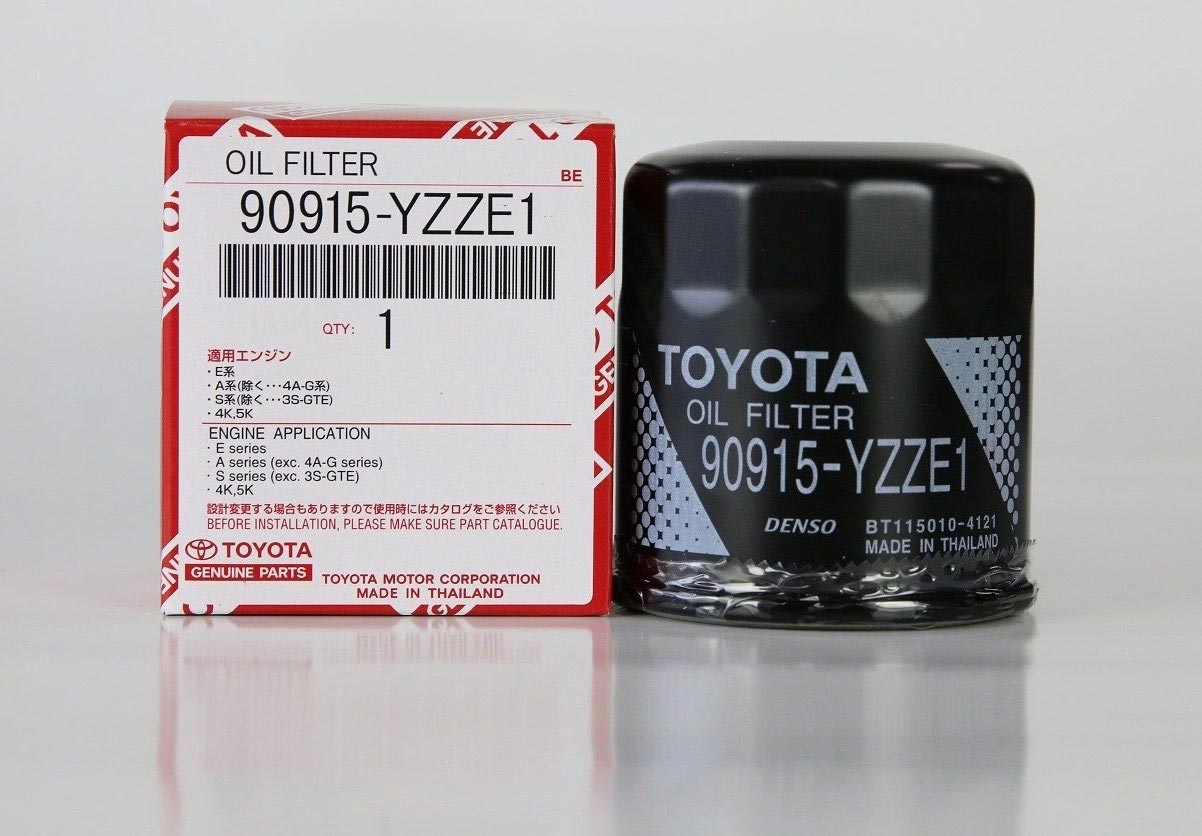 OIL FILTER
BE
90915-YZZE1
QTY: 1
適用エンジン
・E系
・A系(除く・・・4A-G系)
・S系(除く・・・3S-GTE)
・4K,5K
ENGINE APPLICATION
・E series
・A series (exc. 4A-G series)
・S series (exc. 3S-GTE)
・4K,5K
設計変更する場合もありますので使用時にはカタログをご参照ください
BEFORE INSTALLATION, PLEASE MAKE SURE PART CATALOGUE.
TOYOTA
GENUINE PARTS
TOYOTA MOTOR CORPORATION
MADE IN THAILAND
TOYOTA
OIL FILTER
90915-YZZE1
DENSO
BT115010-4121
MADE IN THAILAND